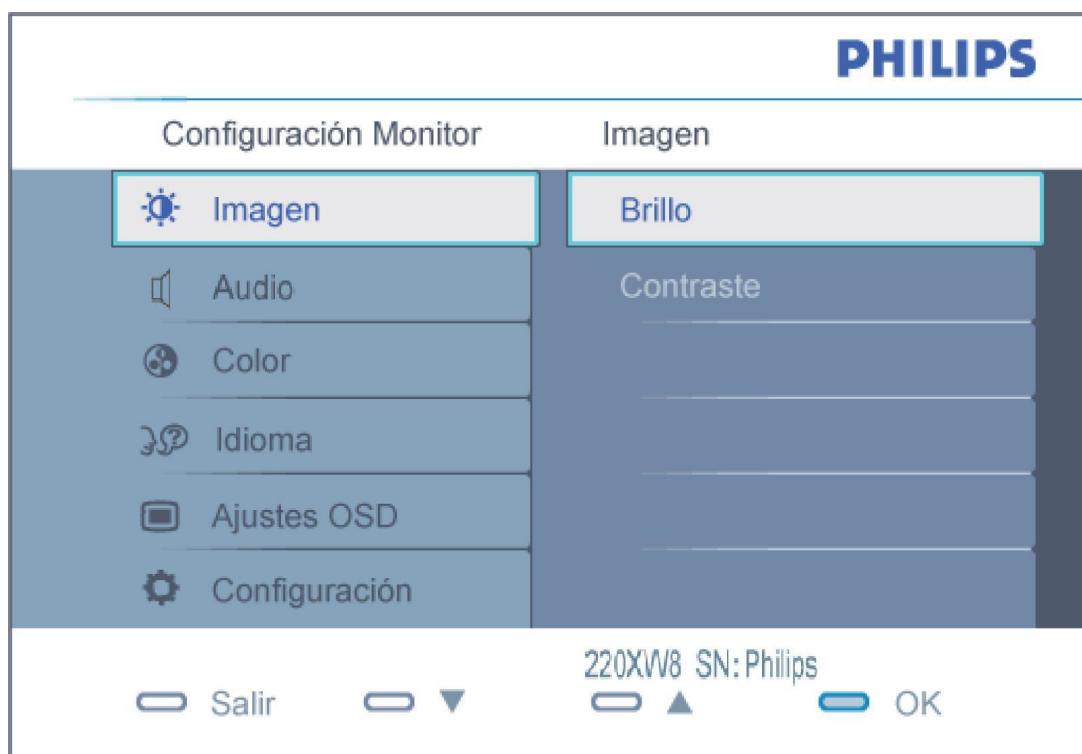 PHILIPS
Configuración Monitor Imagen
Imagen Brillo
Audio Contraste
Color
Idioma
Ajustes OSD
Configuración
220XW8 SN: Philips
Salir ▼ ▲ OK